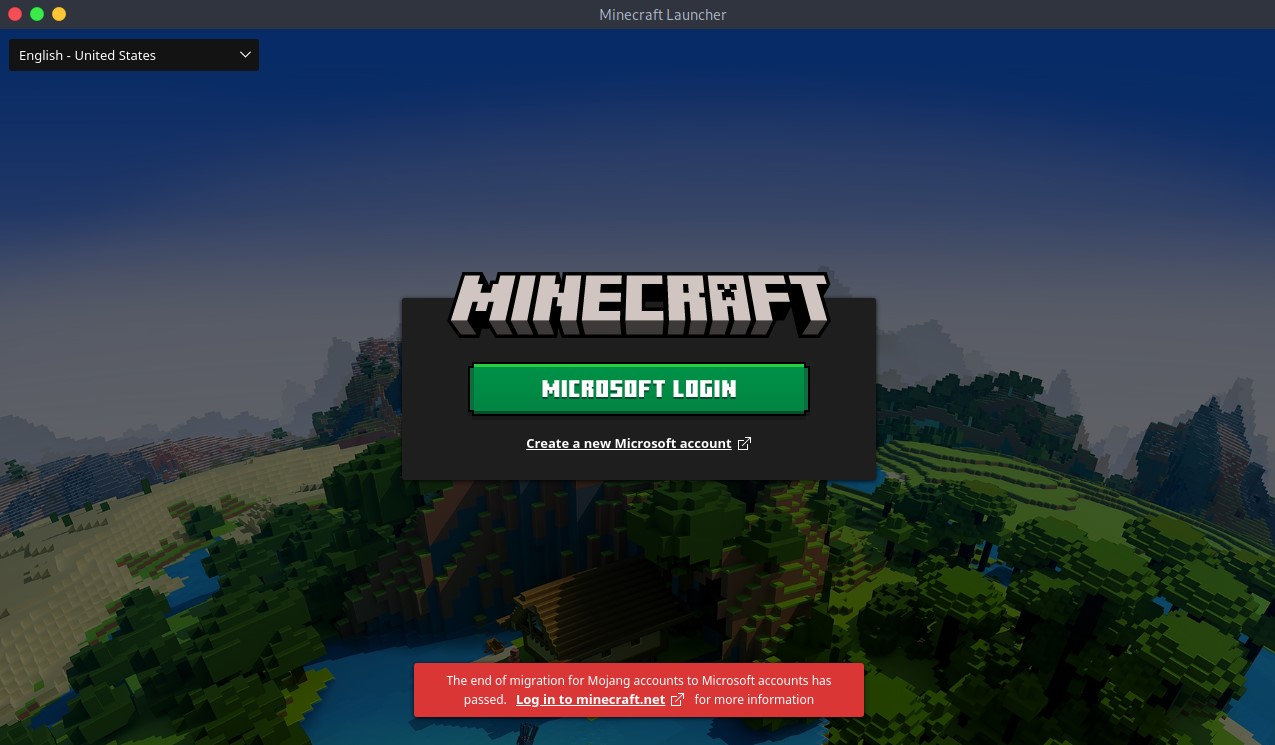 Minecraft Launcher
English - United States
MINECRAFT
MICROSOFT LOGIN
Create a new Microsoft account
The end of migration for Mojang accounts to Microsoft accounts has
passed. Log in to minecraft.net for more information